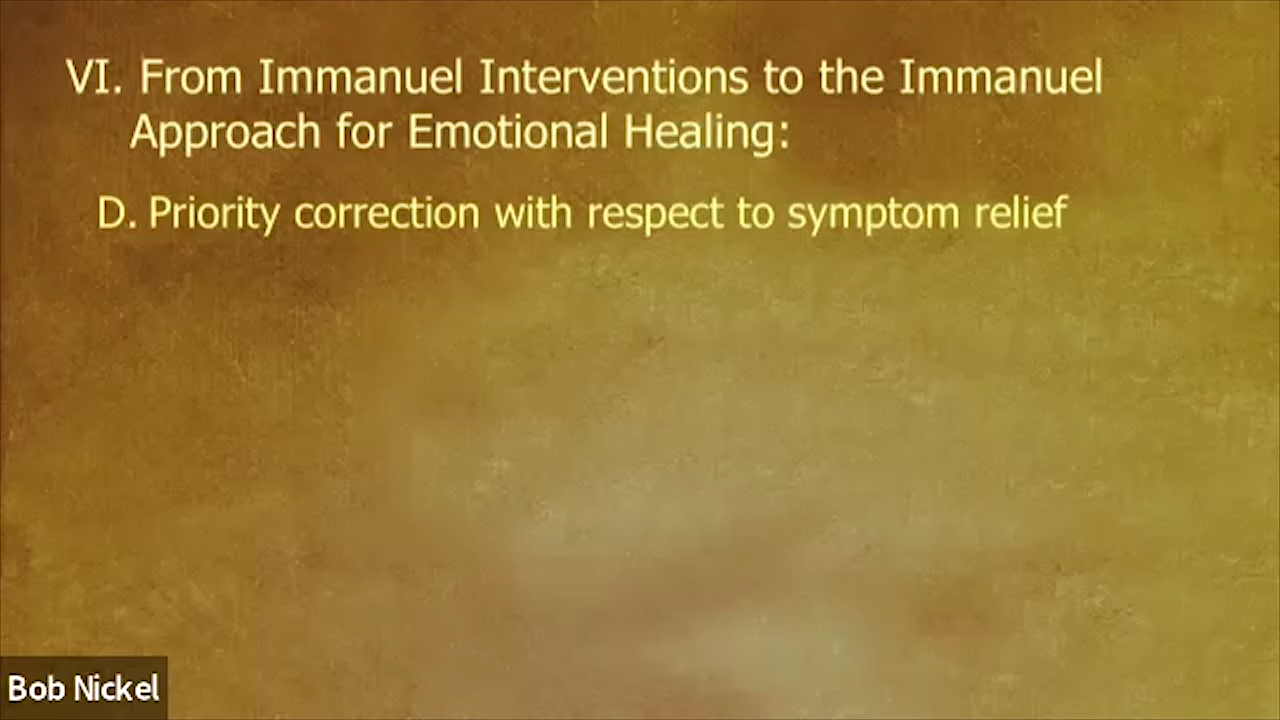 VI. From Immanuel Interventions to the Immanuel
Approach for Emotional Healing:
D. Priority correction with respect to symptom relief
Bob Nickel